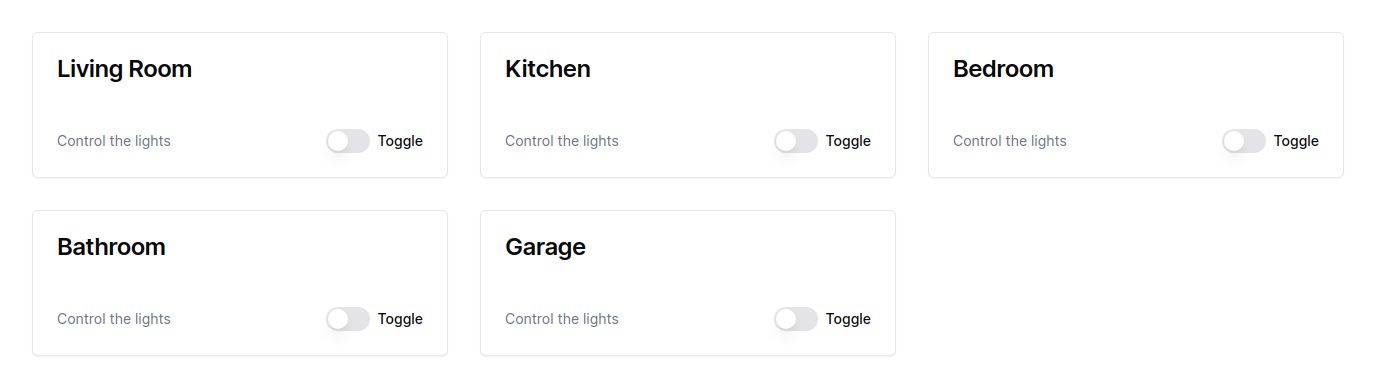 Living Room
Control the lights Toggle
Kitchen
Control the lights Toggle
Bedroom
Control the lights Toggle
Bathroom
Control the lights Toggle
Garage
Control the lights Toggle